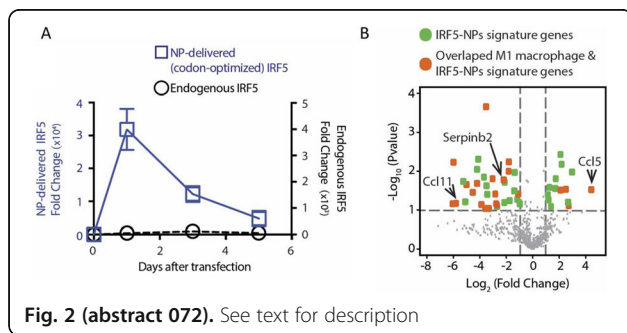 A
NP-delivered
(codon-optimized) IRF5
Endogenous IRF5
NP-delivered IRF5
Fold Change (x10⁴)
4
3
2
1
0
5
4
3
2
1
0
Endogenous IRF5
Fold Change
0 2 4 6
Days after transfection
B
IRF5-NPs signature genes
Overlaped M1 macrophage &
IRF5-NPs signature genes
-Log10 (Pvalue)
4
3
2
1
0
Serpinb2
Ccl5
Ccl11
-8 -6 -4 -2 0 2 4
Log2 (Fold Change)
Fig. 2 (abstract 072). See text for description